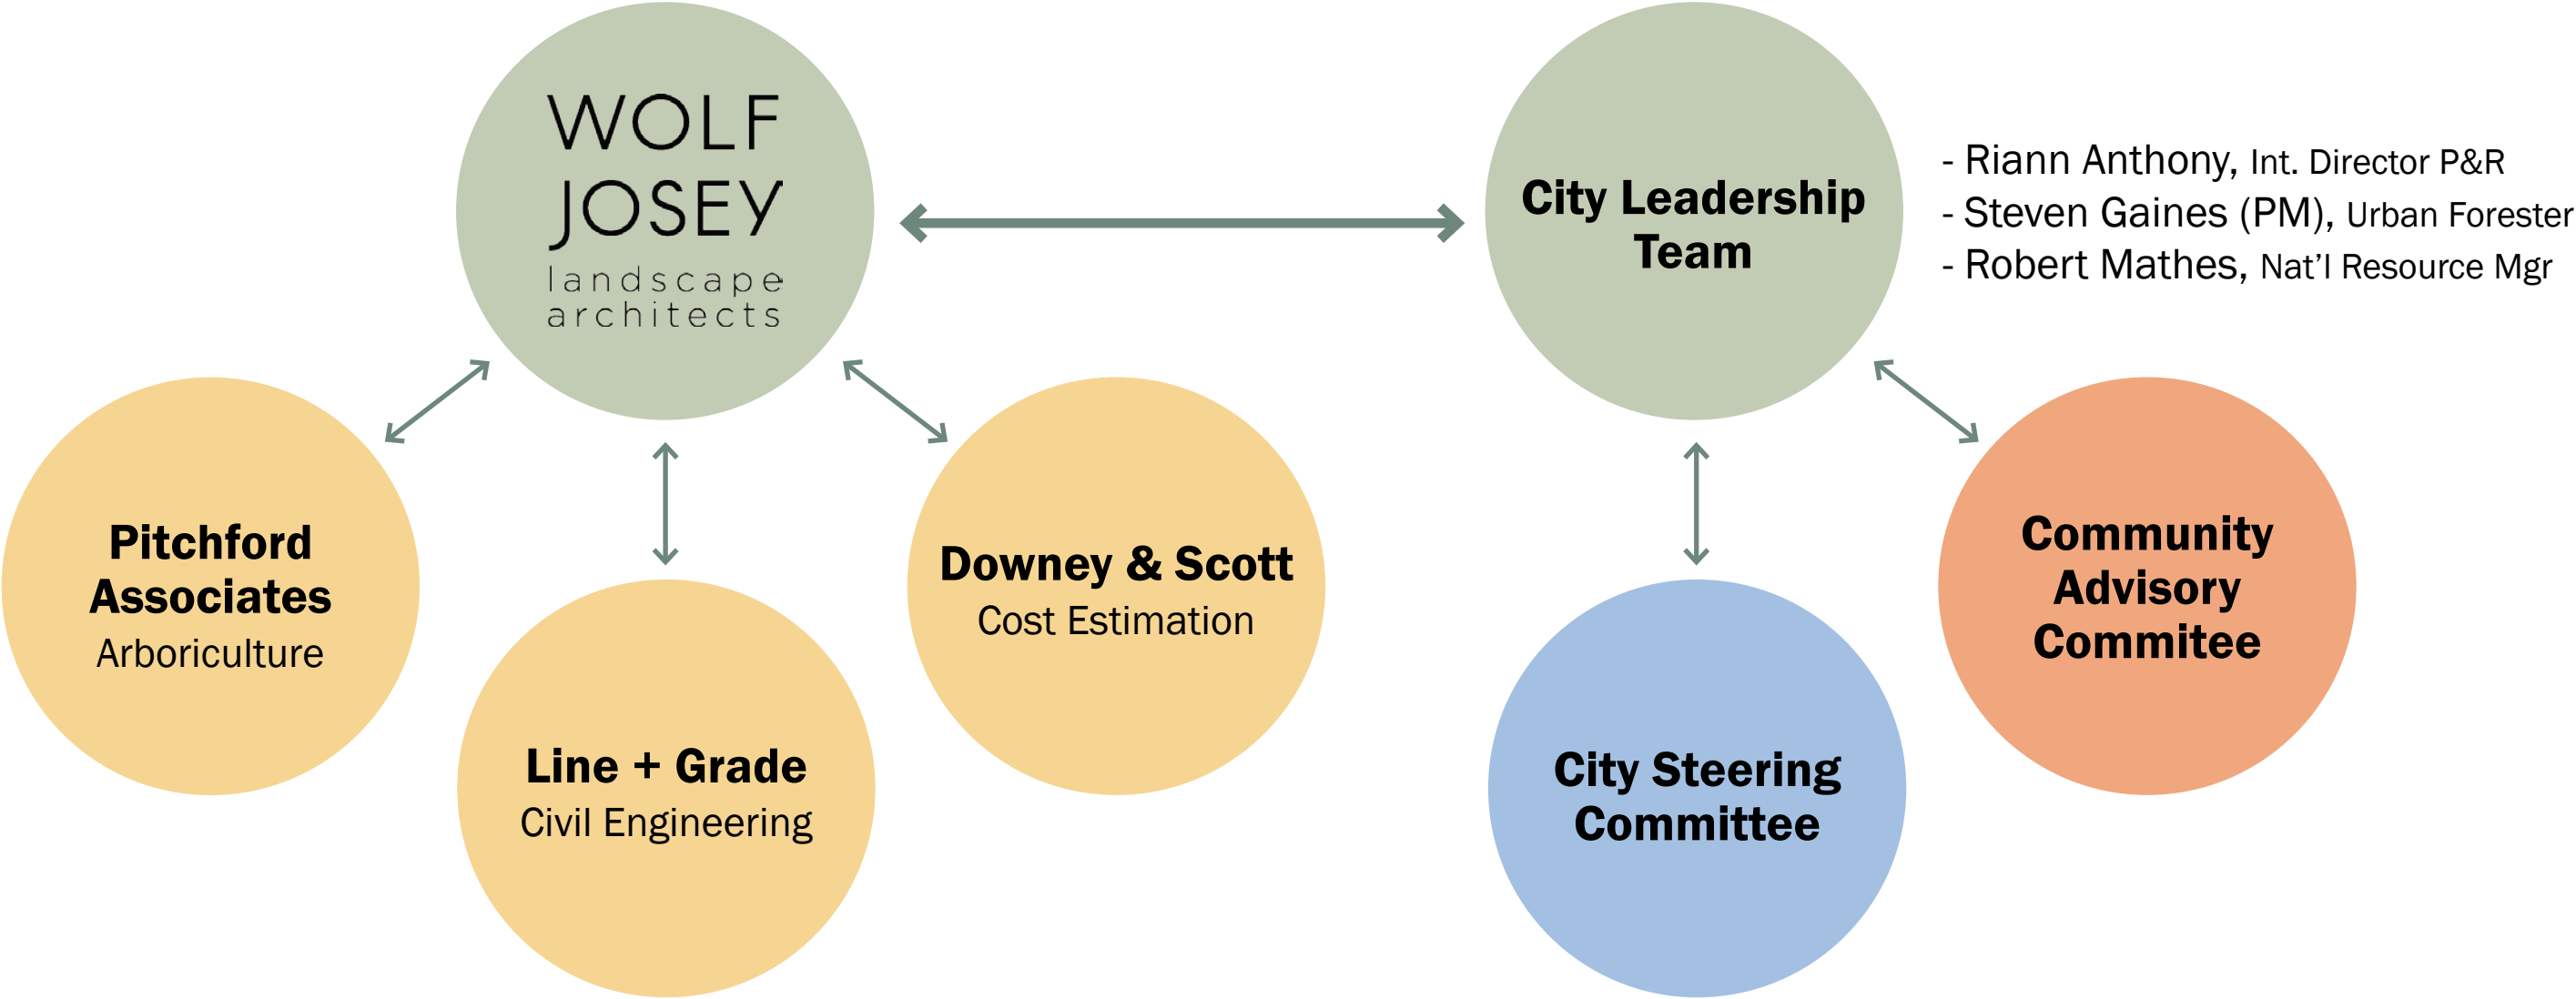 WOLF
JOSEY
landscape
architects
City Leadership
Team
- Riann Anthony, Int. Director P&R
- Steven Gaines (PM), Urban Forester
- Robert Mathes, Nat’l Resource Mgr
Pitchford
Associates
Arboriculture
Line + Grade
Civil Engineering
Downey & Scott
Cost Estimation
City Steering
Committee
Community
Advisory
Commitee